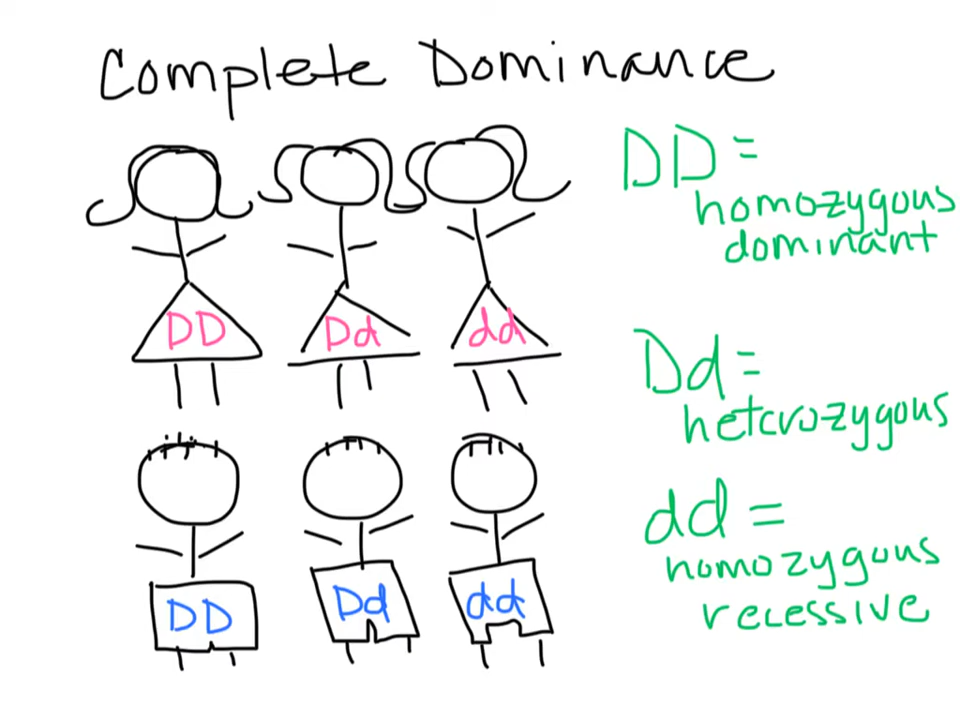 Complete Dominance
DD =
homozygous
dominant
DD Dd dd
Dd =
heterozygous
dd =
homozygous
recessive
DD Dd dd